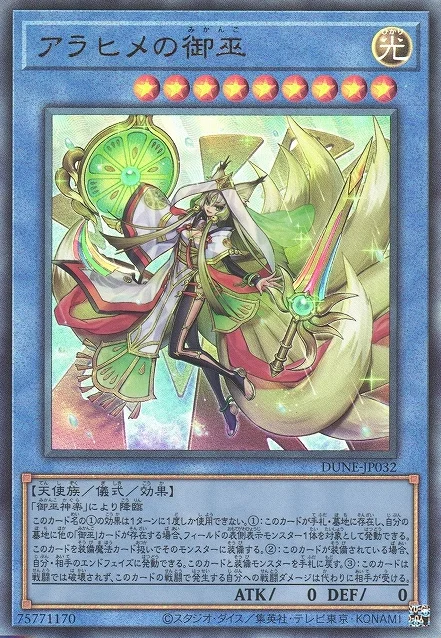 アラヒメの御巫
みかんこ
光
ひかり
DUNE-JP032
【天使族／儀式／効果】
「御巫神楽」により降臨
このカード名の①の効果は1ターンに1度しか使用できない。①：このカードが手札・墓地に存在し、自分の
墓地に他の「御巫」カードが存在する場合、フィールドの表側表示モンスター1体を対象として発動できる。
このカードを装備魔法カード扱いでそのモンスターに装備する。②：このカードが装備されている場合、
自分・相手のエンドフェイズに発動できる。このカードと装備モンスターを手札に戻す。③：このカードは
戦闘では破壊されず、このカードの戦闘で発生する自分への戦闘ダメージは代わりに相手が受ける。
ATK/ 0 DEF/ 0
75771170
©スタジオ・ダイス／集英社・テレビ東京・KONAMI